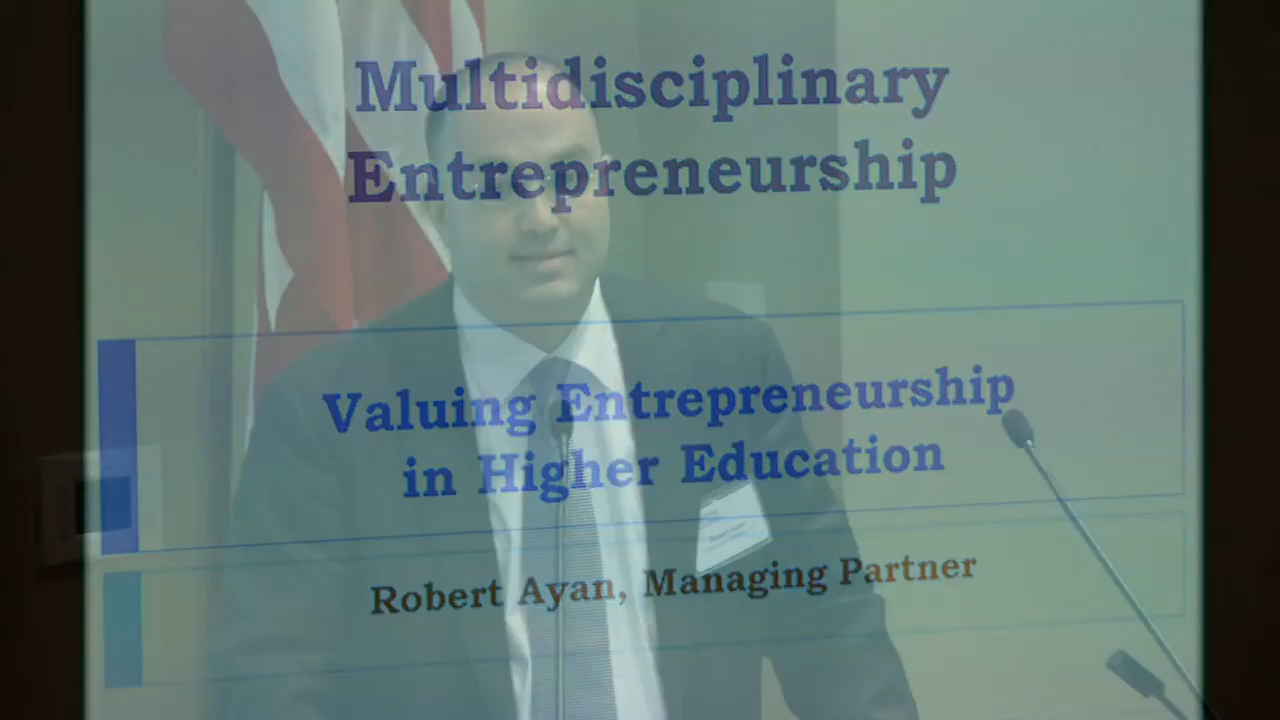 Multidisciplinary
Entrepreneurship
Valuing Entrepreneurship
in Higher Education
Robert Ayan, Managing Partner